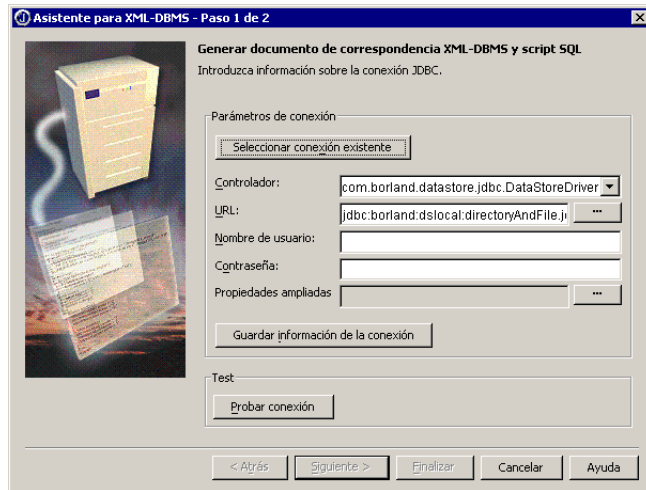 Asistente para XML-DBMS - Paso 1 de 2
Generar documento de correspondencia XML-DBMS y script SQL
Introduzca información sobre la conexión JDBC.
Parámetros de conexión
Seleccionar conexión existente
Controlador: com.borland.datastore.jdbc.DataStoreDriver
URL: jdbc:borland:dslocal:directoryAndFile.j ...
Nombre de usuario:
Contraseña:
Propiedades ampliadas ...
Guardar información de la conexión
Test
Probar conexión
< Atrás Siguiente > Finalizar Cancelar Ayuda